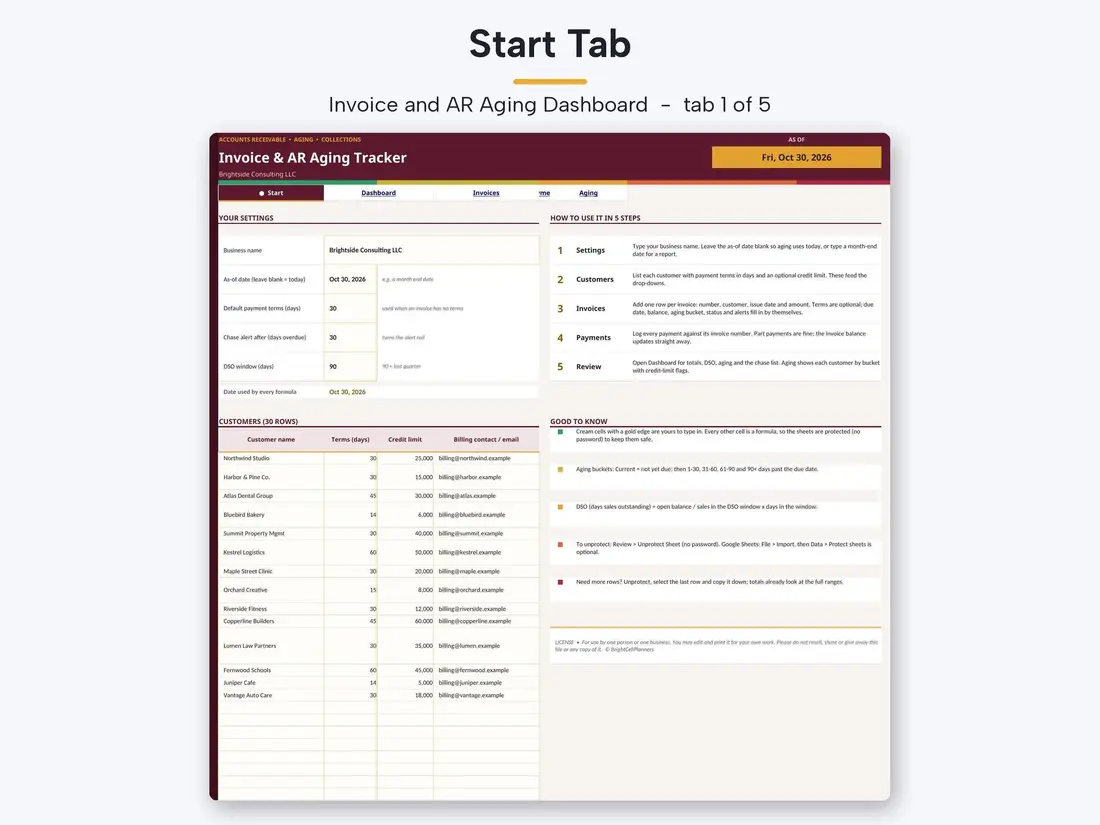 Start Tab
Invoice and AR Aging Dashboard – tab 1 of 5
ACCOUNTS RECEIVABLE • AGING • COLLECTIONS
AS OF
Invoice & AR Aging Tracker
Fri, Oct 30, 2026
Brightside Consulting LLC
● Start
Dashboard
Invoices
yme
Aging
YOUR SETTINGS
Business name
Brightside Consulting LLC
As-of date (leave blank = today)
Oct 30, 2026
e.g. a month end date
Default payment terms (days)
30
used when an invoice has no terms
Chase alert after (days overdue)
30
turns the alert red
DSO window (days)
90
90 = last quarter
Date used by every formula
Oct 30, 2026
HOW TO USE IT IN 5 STEPS
1 Settings
Type your business name. Leave the as-of date blank so aging uses today, or type a month-end
date for a report.
2 Customers
List each customer with payment terms in days and an optional credit limit. These feed the
drop-downs.
3 Invoices
Add one row per invoice: number, customer, issue date and amount. Terms are optional; due
date, balance, aging bucket, status and alerts fill in by themselves.
4 Payments
Log every payment against its invoice number. Part payments are fine; the invoice balance
updates straight away.
5 Review
Open Dashboard for totals, DSO, aging and the chase list. Aging shows each customer by bucket
with credit-limit flags.
CUSTOMERS (30 ROWS)
Customer name Terms (days) Credit limit Billing contact / email
Northwind Studio 30 25,000 billing@northwind.example
Harbor & Pine Co. 30 15,000 billing@harbor.example
Atlas Dental Group 45 30,000 billing@atlas.example
Bluebird Bakery 14 6,000 billing@bluebird.example
Summit Property Mgmt 30 40,000 billing@summit.example
Kestrel Logistics 60 50,000 billing@kestrel.example
Maple Street Clinic 30 20,000 billing@maple.example
Orchard Creative 15 8,000 billing@orchard.example
Riverside Fitness 30 12,000 billing@riverside.example
Copperline Builders 45 60,000 billing@copperline.example
Lumen Law Partners 30 35,000 billing@lumen.example
Fernwood Schools 60 45,000 billing@fernwood.example
Juniper Cafe 14 5,000 billing@juniper.example
Vantage Auto Care 30 18,000 billing@vantage.example
GOOD TO KNOW
Cream cells with a gold edge are yours to type in. Every other cell is a formula, so the sheets are protected (no
password) to keep them safe.
Aging buckets: Current = not yet due; then 1-30, 31-60, 61-90 and 90+ days past the due date.
DSO (days sales outstanding) = open balance / sales in the DSO window x days in the window.
To unprotect: Review > Unprotect Sheet (no password). Google Sheets: File > Import, then Data > Protect sheets is
optional.
Need more rows? Unprotect, select the last row and copy it down; totals already look at the full ranges.
LICENSE • For use by one person or one business. You may edit and print it for your own work. Please do not resell, share or give away this
file or any copy of it. © BrightCellPlanners